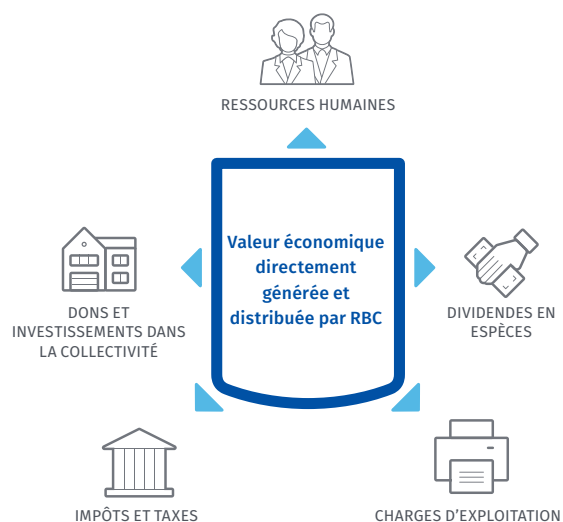 RESSOURCES HUMAINES
Valeur économique
directement
générée et
distribuée par RBC
DONS ET
INVESTISSEMENTS DANS
LA COLLECTIVITÉ
DIVIDENDES EN
ESPÈCES
IMPÔTS ET TAXES
CHARGES D'EXPLOITATION